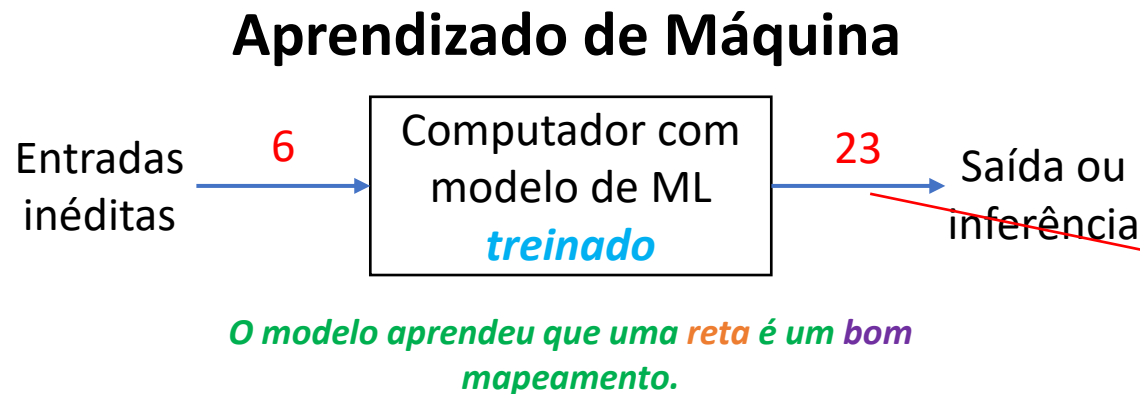 Aprendizado de Máquina
Entradas
inéditas
6
Computador com
modelo de ML
treinado
23
Saída ou
inferência
O modelo aprendeu que uma reta é um bom
mapeamento.